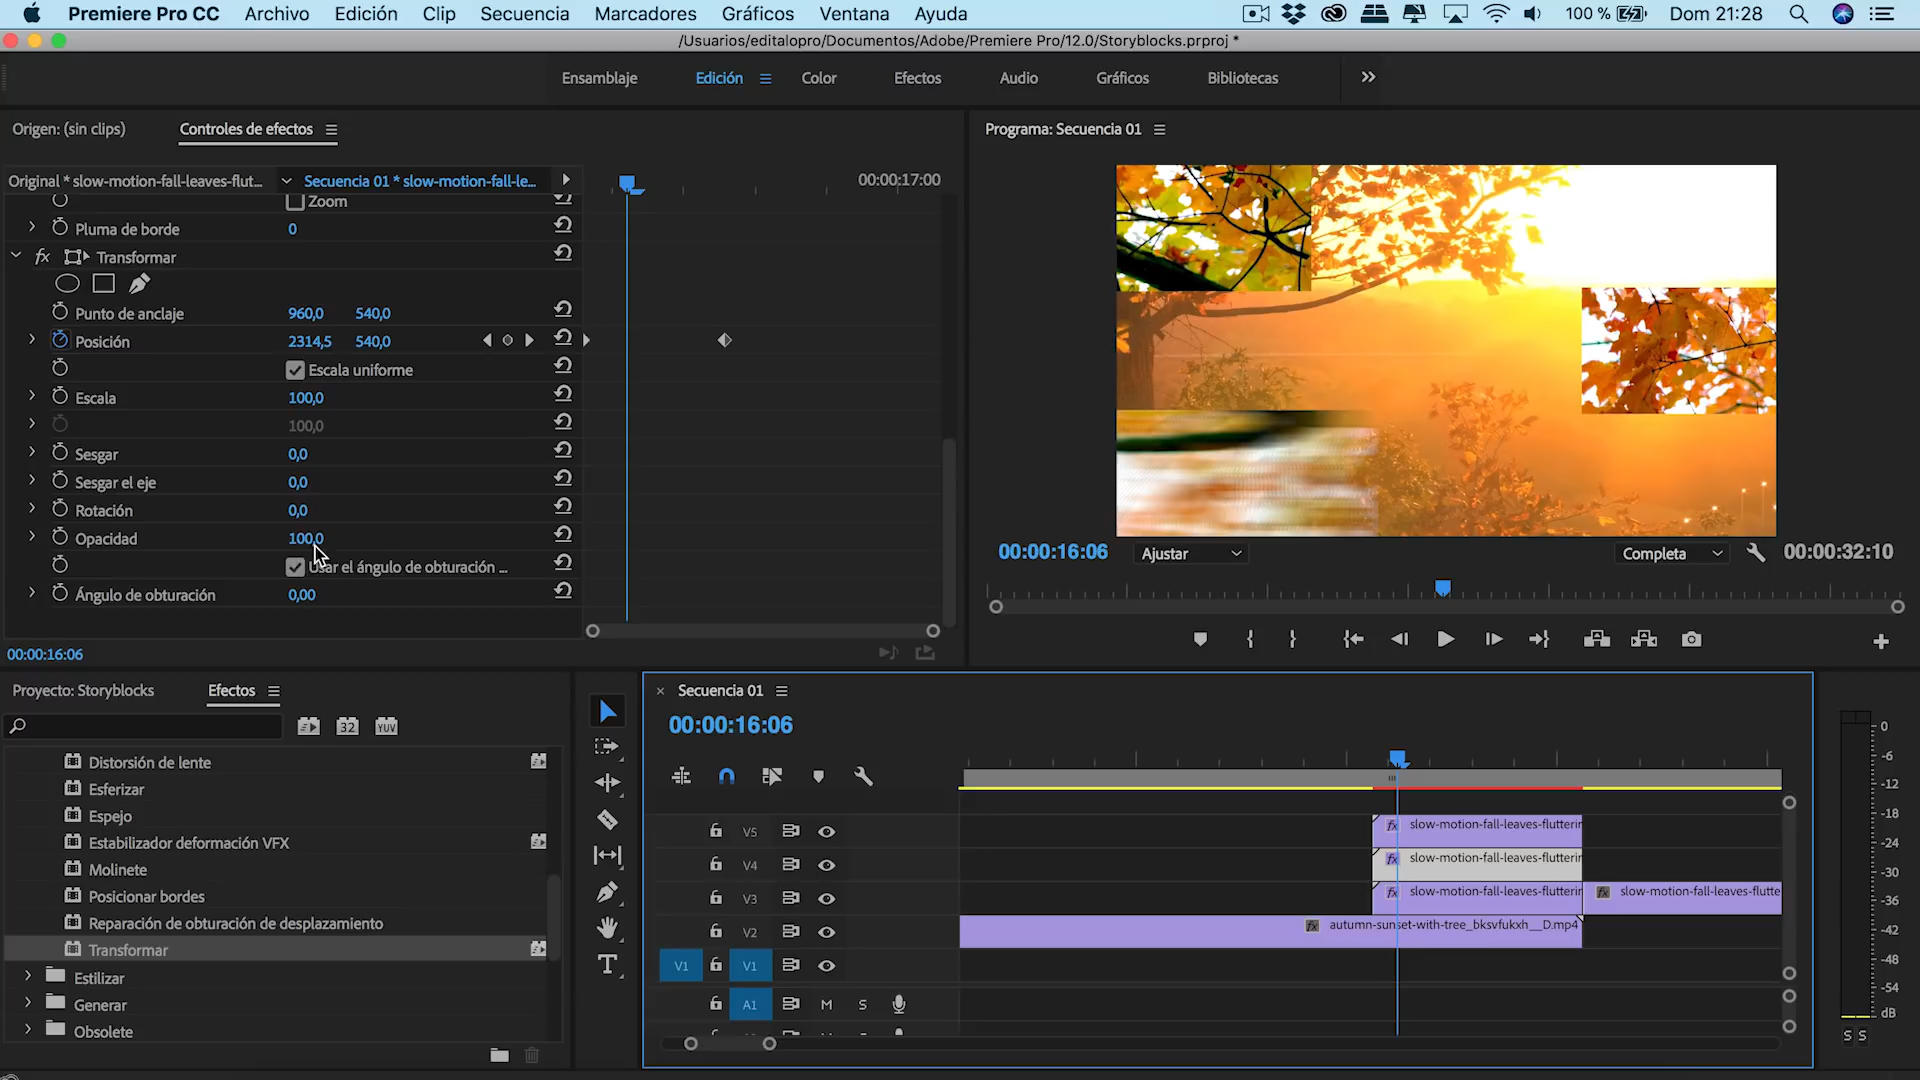 Premiere Pro CC Archivo Edición Clip Secuencia Marcadores Gráficos Ventana Ayuda 100 % Dom 21:28
/Usuarios/editalopro/Documentos/Adobe/Premiere Pro/12.0/Storyblocks.prproj *
Ensamblaje Edición Color Efectos Audio Gráficos Bibliotecas
Origen: (sin clips) Controles de efectos
Original * slow-motion-fall-leaves-flut... Secuencia 01 * slow-motion-fall-le... 00:00:17:00
Zoom
Pluma de borde 0
fx Transformar
Punto de anclaje 960,0 540,0
Posición 2314,5 540,0
Escala uniforme
Escala 100,0
100,0
Sesgar 0,0
Sesgar el eje 0,0
Rotación 0,0
Opacidad 100,0
Usar el ángulo de obturación ...
Ángulo de obturación 0,00
00:00:16:06
Programa: Secuencia 01
00:00:16:06 Ajustar Completa 00:00:32:10
Proyecto: Storyblocks Efectos
32 YUV
Distorsión de lente
Esferizar
Espejo
Estabilizador deformación VFX
Molinete
Posicionar bordes
Reparación de obturación de desplazamiento
Transformar
Estilizar
Generar
Obsolete
T
× Secuencia 01
00:00:16:06
V5 fx slow-motion-fall-leaves-flutterin
V4 fx slow-motion-fall-leaves-flutterin
V3 fx slow-motion-fall-leaves-flutterin fx slow-motion-fall-leaves-flutte
V2 fx autumn-sunset-with-tree_bksvfukxh__D.mp4
V1 V1
A1 M S
0
-6
-12
-18
-24
-30
-36
-42
-48
-54
dB
S S